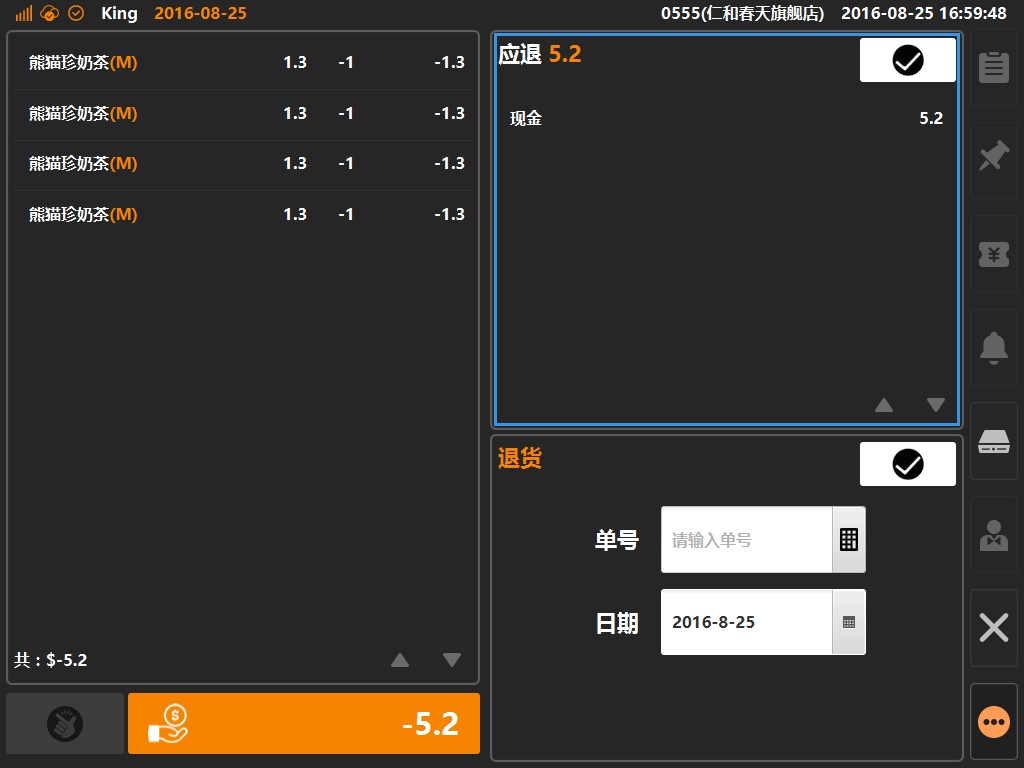 King 2016-08-25 0555(仁和春天旗舰店) 2016-08-25 16:59:48
熊猫珍奶茶(M) 1.3 -1 -1.3
熊猫珍奶茶(M) 1.3 -1 -1.3
熊猫珍奶茶(M) 1.3 -1 -1.3
熊猫珍奶茶(M) 1.3 -1 -1.3
共 : $-5.2
-5.2
应退 5.2
现金 5.2
退货
单号 请输入单号
日期 2016-8-25